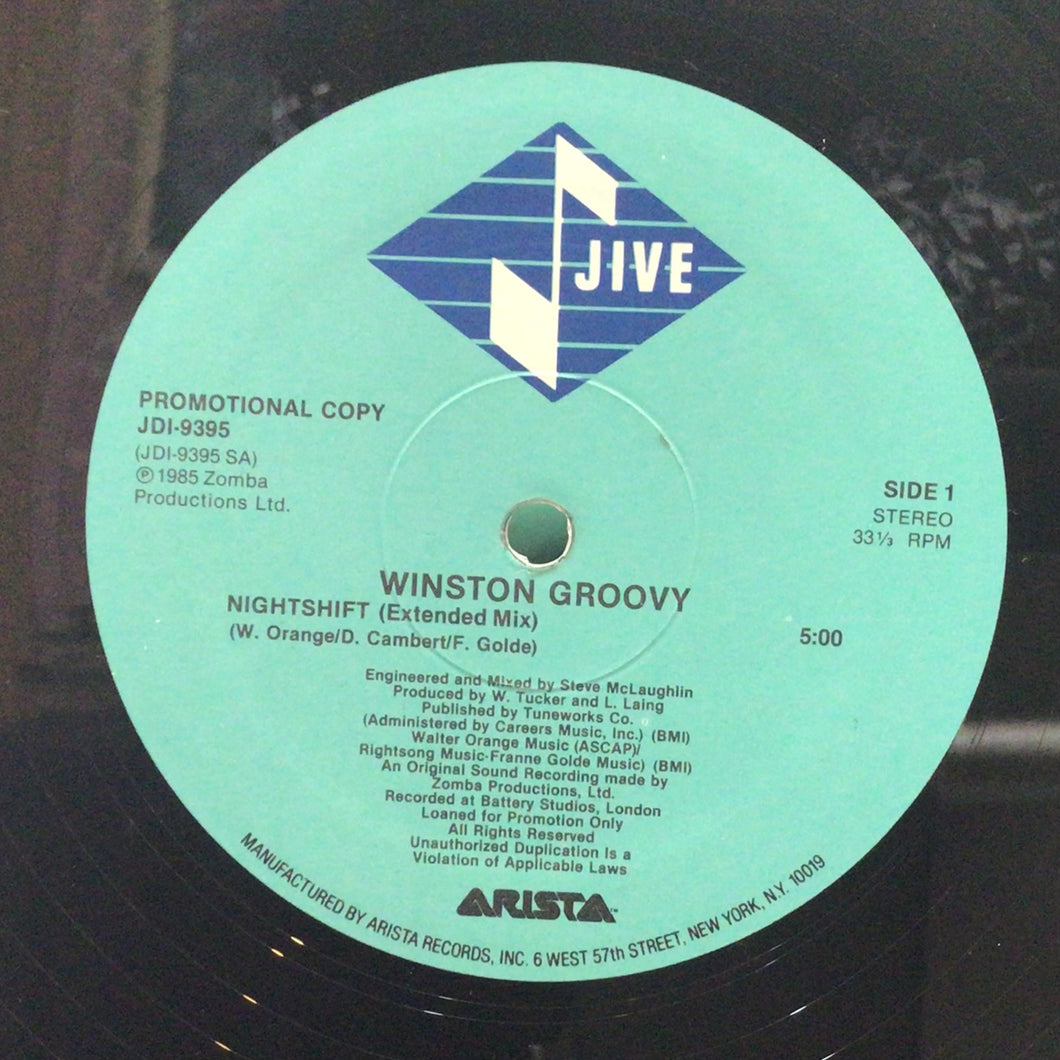 JIVE
PROMOTIONAL COPY
JDI-9395
(JDI-9395 SA)
Ⓟ 1985 Zomba
Productions Ltd.
SIDE 1
STEREO
33⅓ RPM
WINSTON GROOVY
NIGHTSHIFT (Extended Mix)
5:00
(W. Orange/D. Cambert/F. Golde)
Engineered and Mixed by Steve McLaughlin
Produced by W. Tucker and L. Laing
Published by Tuneworks Co.
(Administered by Careers Music, Inc.) (BMI)
Walter Orange Music (ASCAP)/
Rightsong Music-Franne Golde Music) (BMI)
An Original Sound Recording made by
Zomba Productions, Ltd.
Recorded at Battery Studios, London
Loaned for Promotion Only
All Rights Reserved
Unauthorized Duplication Is a
Violation of Applicable Laws
ARISTA™
MANUFACTURED BY ARISTA RECORDS, INC. 6 WEST 57th STREET, NEW YORK, N.Y. 10019